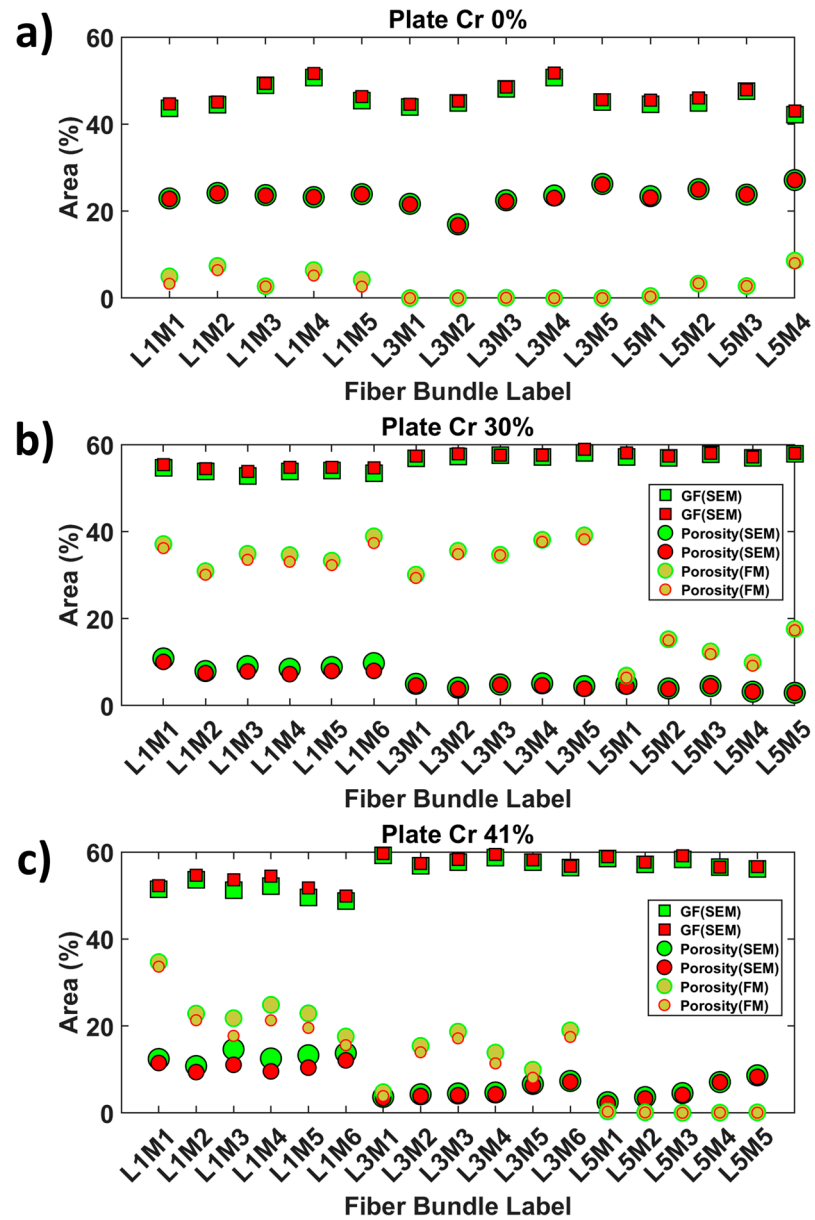 a)
Plate Cr 0%
60
40
20
0
Area (%)
L1M1
L1M2
L1M3
L1M4
L1M5
L3M1
L3M2
L3M3
L3M4
L3M5
L5M1
L5M2
L5M3
L5M4
Fiber Bundle Label
b)
Plate Cr 30%
60
40
20
0
Area (%)
GF(SEM)
GF(SEM)
Porosity(SEM)
Porosity(SEM)
Porosity(FM)
Porosity(FM)
L1M1
L1M2
L1M3
L1M4
L1M5
L1M6
L3M1
L3M2
L3M3
L3M4
L3M5
L5M1
L5M2
L5M3
L5M4
L5M5
Fiber Bundle Label
c)
Plate Cr 41%
60
40
20
0
Area (%)
GF(SEM)
GF(SEM)
Porosity(SEM)
Porosity(SEM)
Porosity(FM)
Porosity(FM)
L1M1
L1M2
L1M3
L1M4
L1M5
L1M6
L3M1
L3M2
L3M3
L3M4
L3M5
L3M6
L5M1
L5M2
L5M3
L5M4
L5M5
Fiber Bundle Label